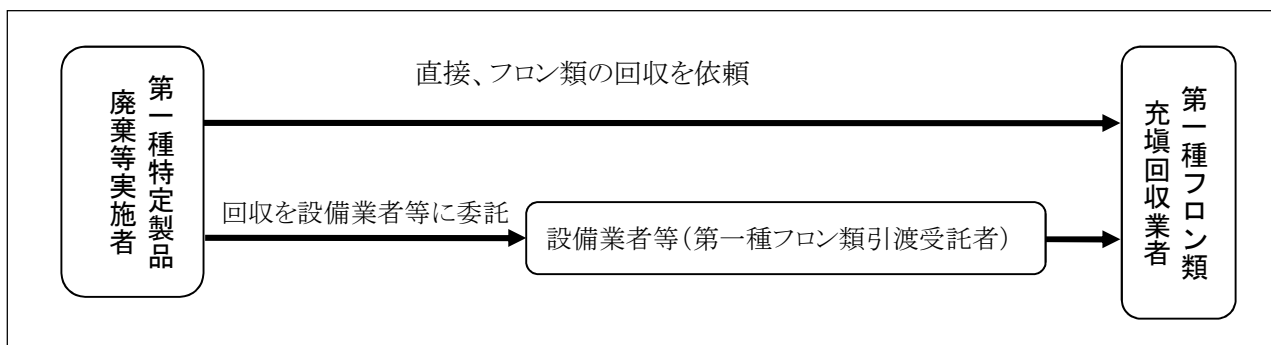 第一種特定製品
廃棄等実施者
直接、フロン類の回収を依頼
回収を設備業者等に委託
設備業者等(第一種フロン類引渡受託者)
第一種フロン類
充塡回収業者